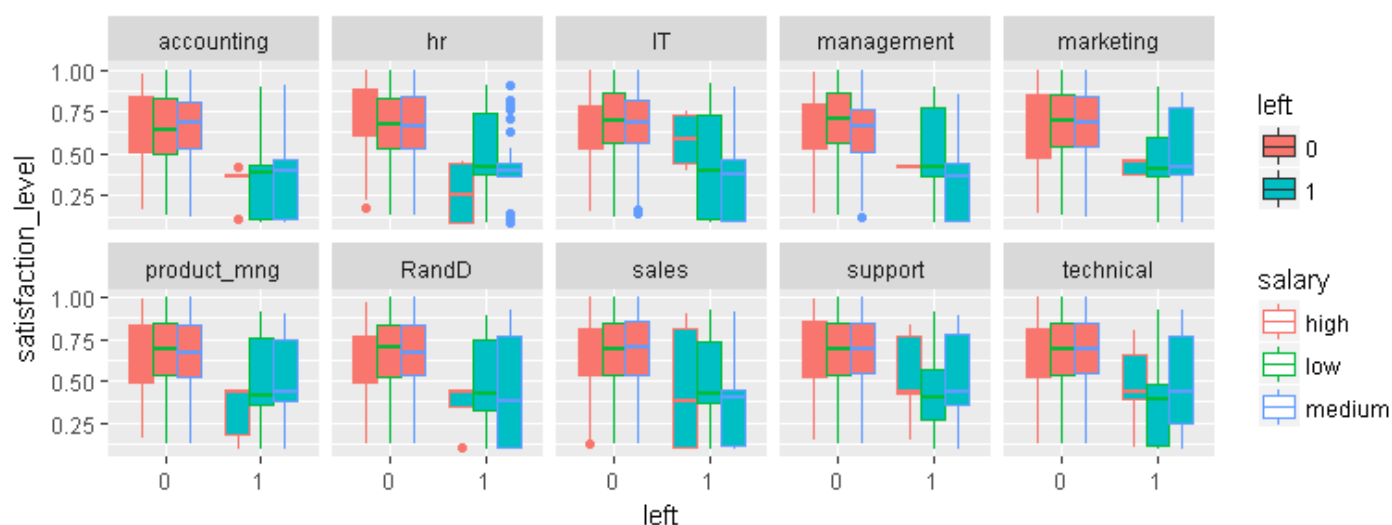 accounting hr IT management marketing
1.00
0.75
0.50
0.25
product_mng RandD sales support technical
1.00
0.75
0.50
0.25
0 1 0 1 0 1 0 1 0 1
left
satisfaction_level
left
0
1
salary
high
low
medium